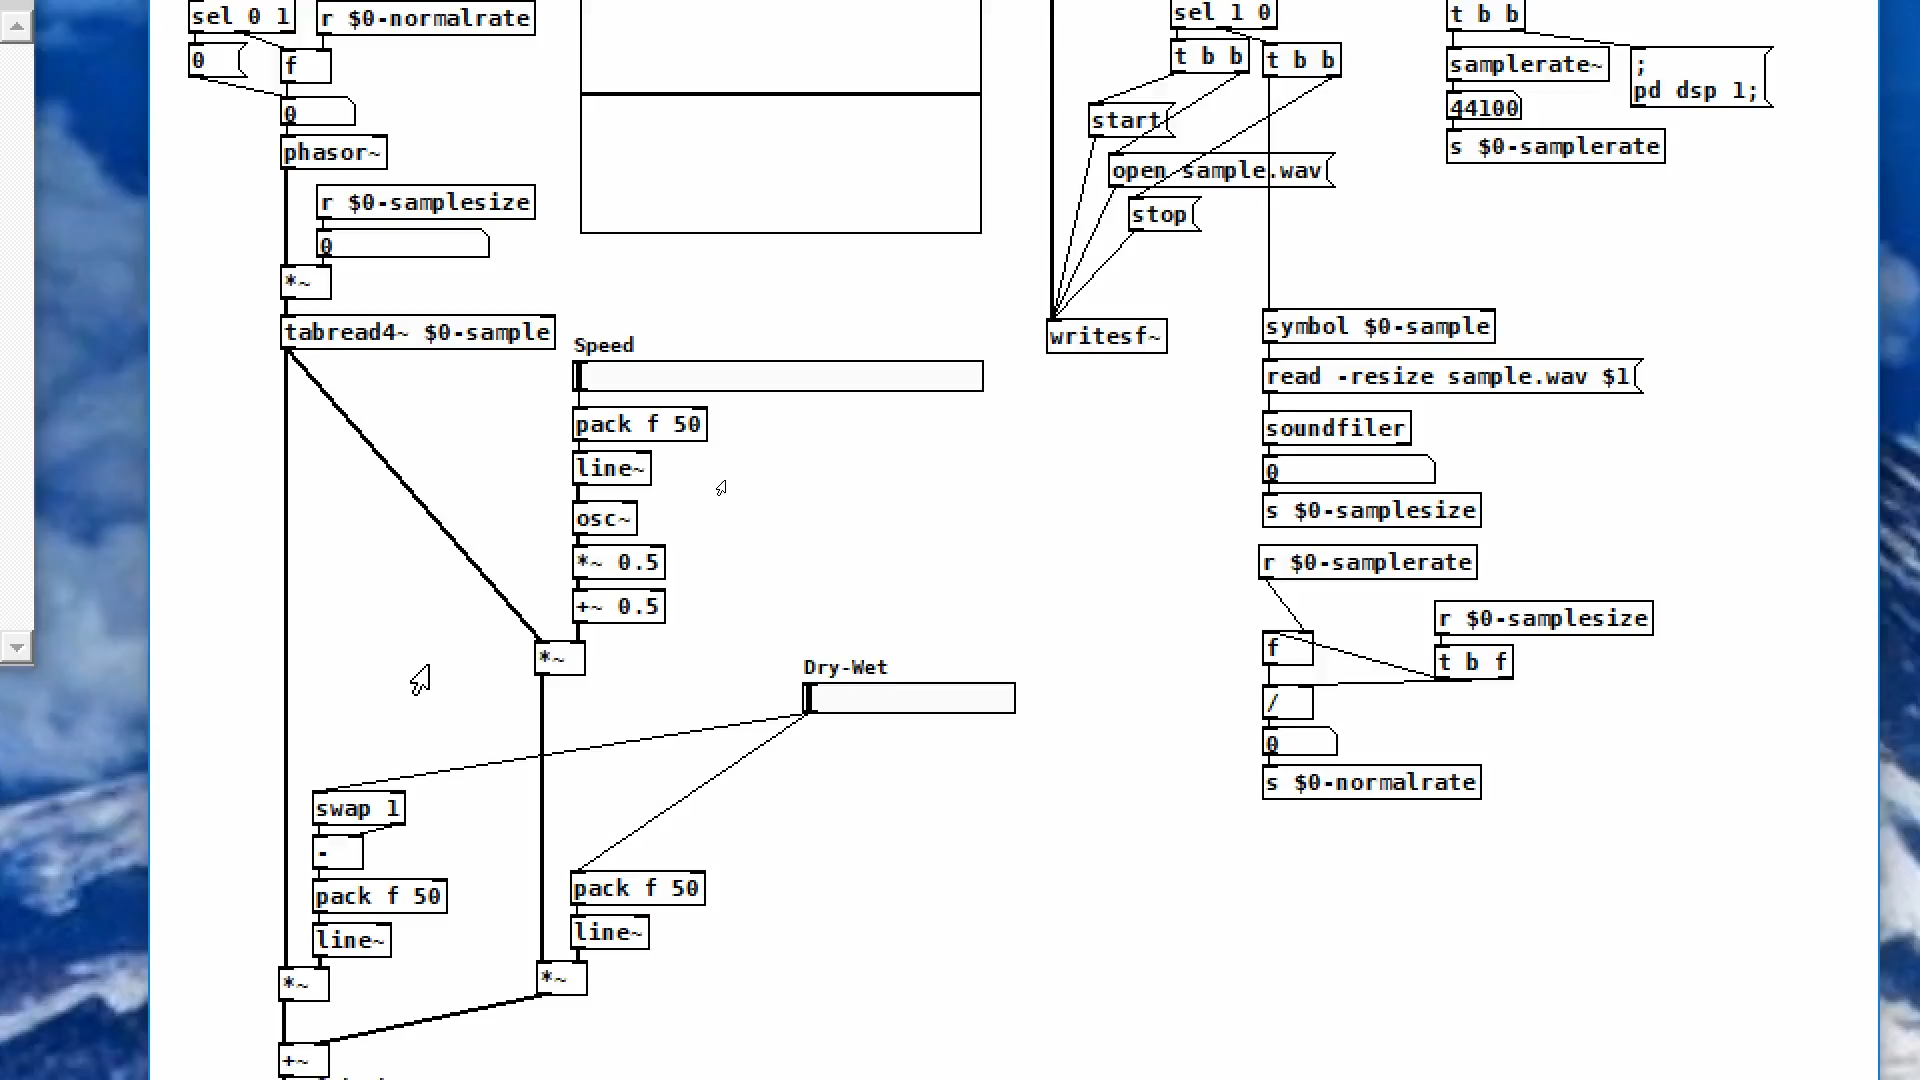 sel 0 1
r $0-normalrate
0
f
0
phasor~
r $0-samplesize
0
*~
tabread4~ $0-sample
Speed
pack f 50
line~
osc~
*~ 0.5
+~ 0.5
*~
Dry-Wet
swap 1
-
pack f 50
line~
*~
pack f 50
line~
*~
+~
sel 1 0
t b b
t b b
start
open sample.wav
stop
writesf~
t b b
samplerate~
44100
s $0-samplerate
;
pd dsp 1;
symbol $0-sample
read -resize sample.wav $1
soundfiler
0
s $0-samplesize
r $0-samplerate
r $0-samplesize
f
t b f
/
0
s $0-normalrate